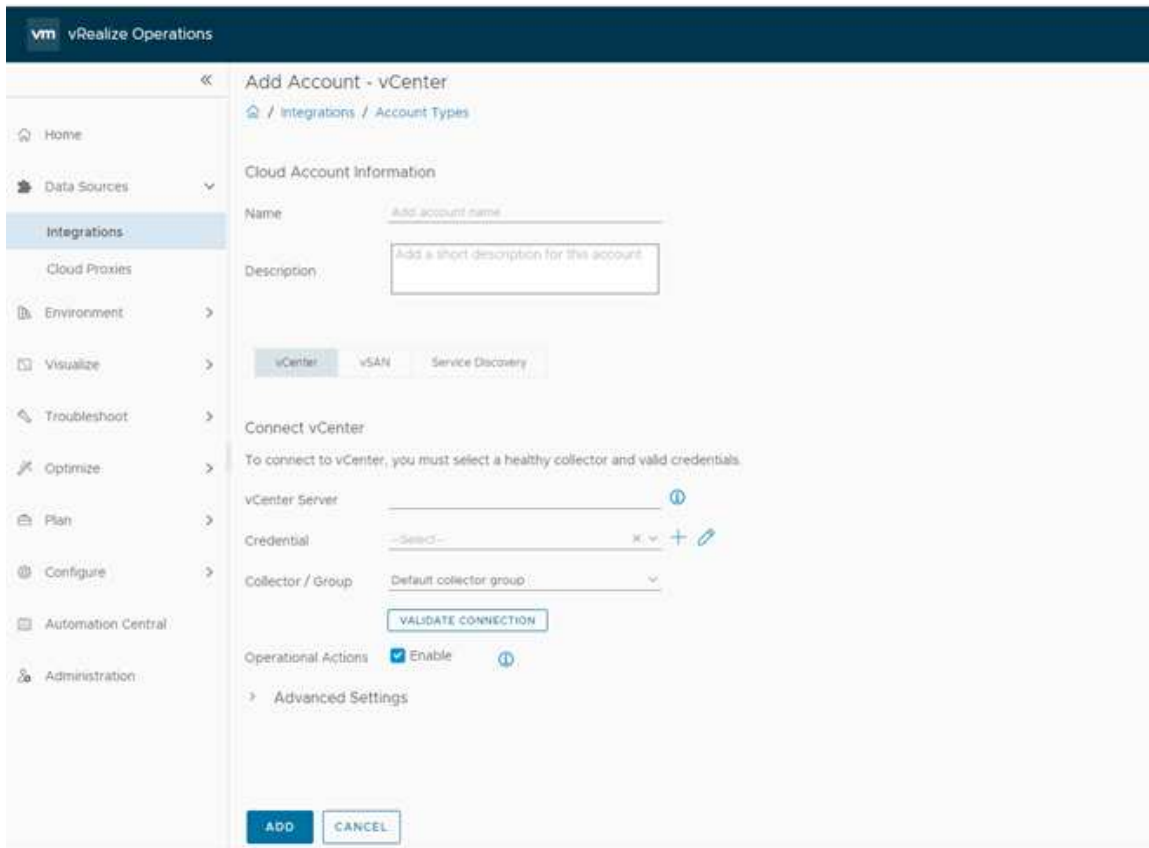 vm vRealize Operations
Add Account - vCenter
/ Integrations / Account Types
Home
Data Sources
Integrations
Cloud Proxies
Environment
Visualize
Troubleshoot
Optimize
Plan
Configure
Automation Central
Administration
Cloud Account Information
Name Add account name
Description Add a short description for this account
vCenter vSAN Service Discovery
Connect vCenter
To connect to vCenter, you must select a healthy collector and valid credentials.
vCenter Server
Credential --Select--
Collector / Group Default collector group
VALIDATE CONNECTION
Operational Actions Enable
Advanced Settings
ADD CANCEL